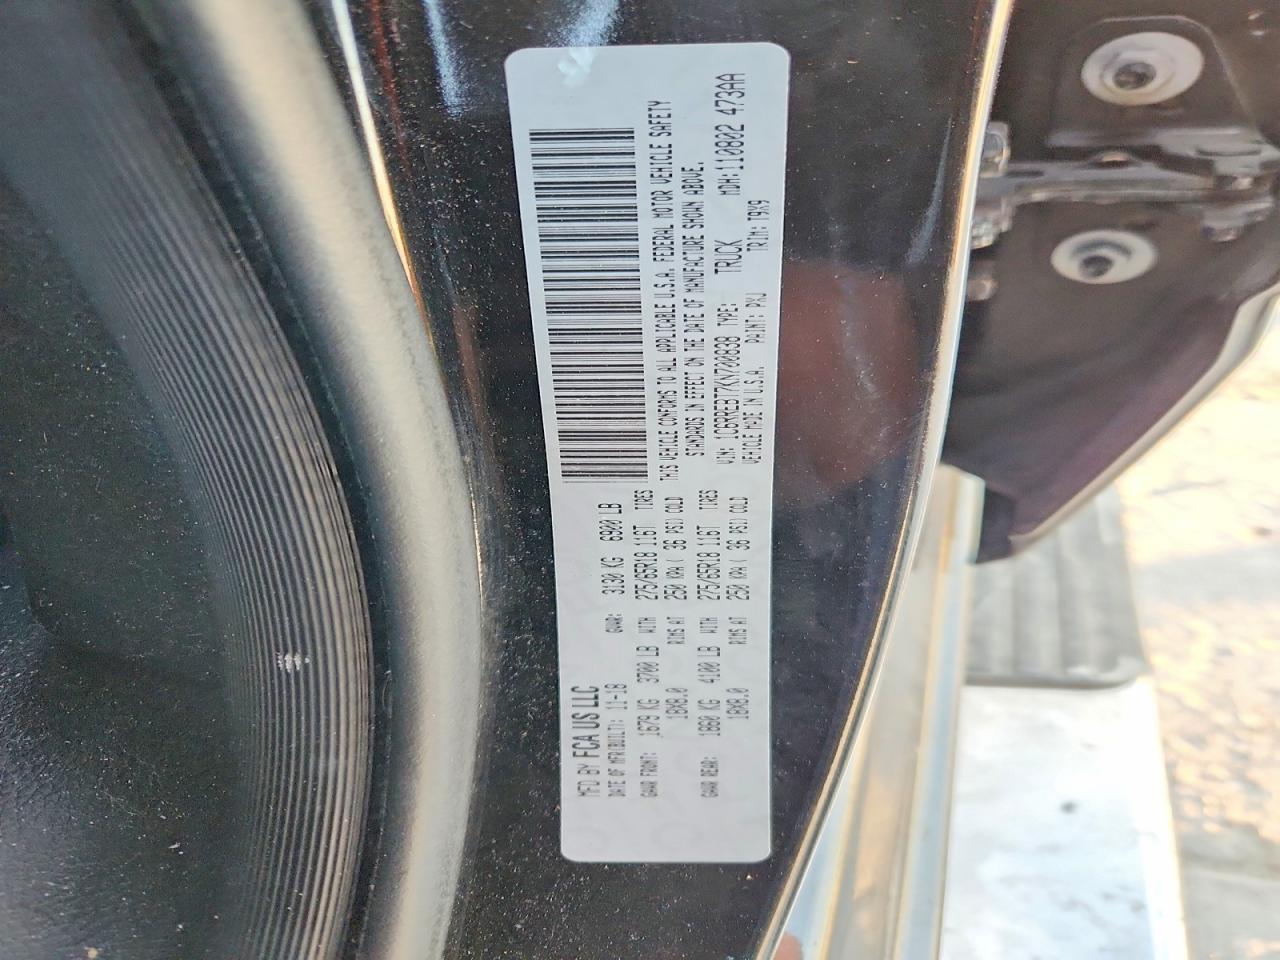 MFD BY FCA US LLC
DATE OF MFR(BUILT): 11-18 GVWR: 3130 KG 6900 LB
GAWR FRONT: 1679 KG 3700 LB WITH 275/65R18 116T TIRES
18X8.0 RIMS AT 250 KPA( 36 PSI) COLD
GAWR REAR: 1860 KG 4100 LB WITH 275/65R18 116T TIRES
18X8.0 RIMS AT 250 KPA( 36 PSI) COLD
THIS VEHICLE CONFORMS TO ALL APPLICABLE U.S.A. FEDERAL MOTOR VEHICLE SAFETY
STANDARDS IN EFFECT ON THE DATE OF MANUFACTURE SHOWN ABOVE.
VIN: 1C6RREBT7KN700838 TYPE: TRUCK MDH: 110802 473AA
VEHICLE MADE IN U.S.A. PAINT: PXJ TRIM: T9X9